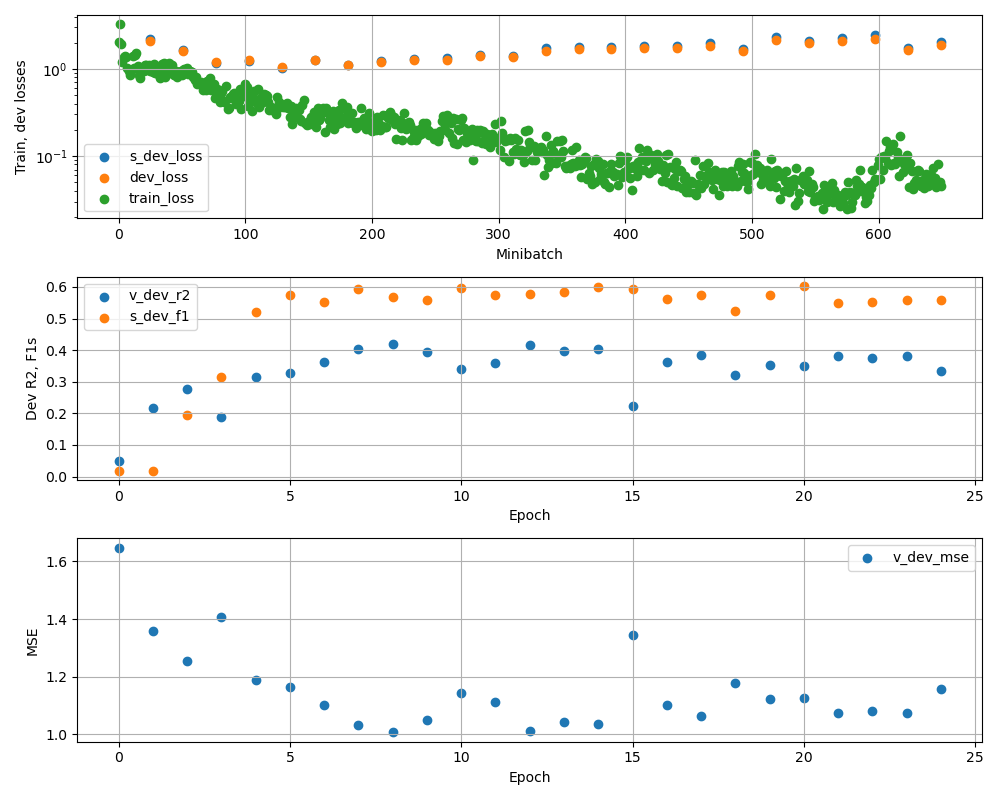 Train, dev losses
10⁰
10⁻¹
s_dev_loss
dev_loss
train_loss
0 100 200 300 400 500 600
Minibatch
Dev R2, F1s
0.6
0.5
0.4
0.3
0.2
0.1
0.0
v_dev_r2
s_dev_f1
0 5 10 15 20 25
Epoch
MSE
1.6
1.4
1.2
1.0
v_dev_mse
0 5 10 15 20 25
Epoch